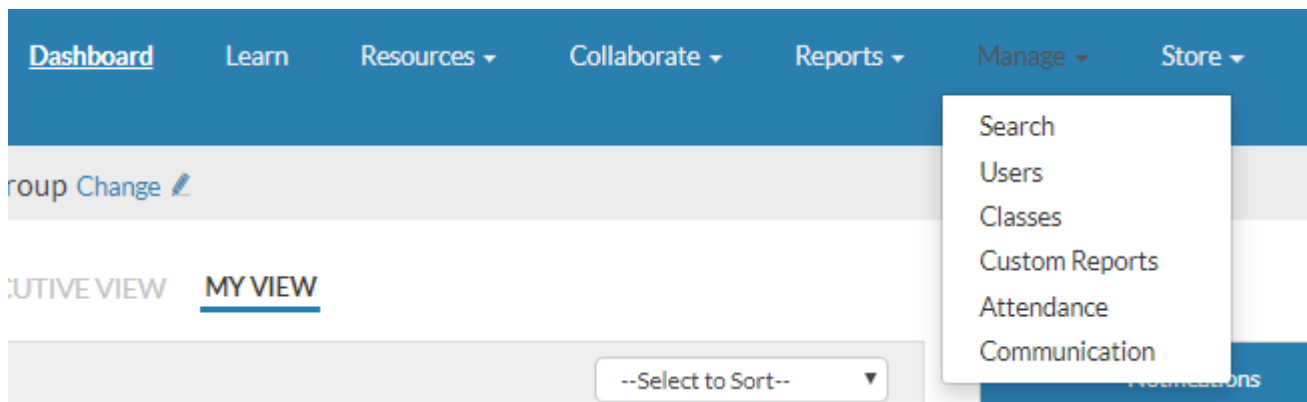 Dashboard Learn Resources Collaborate Reports Manage Store
Search
Users
roup Change
Classes
Custom Reports
CUTIVE VIEW MY VIEW
Attendance
Communication
--Select to Sort--
Notifications